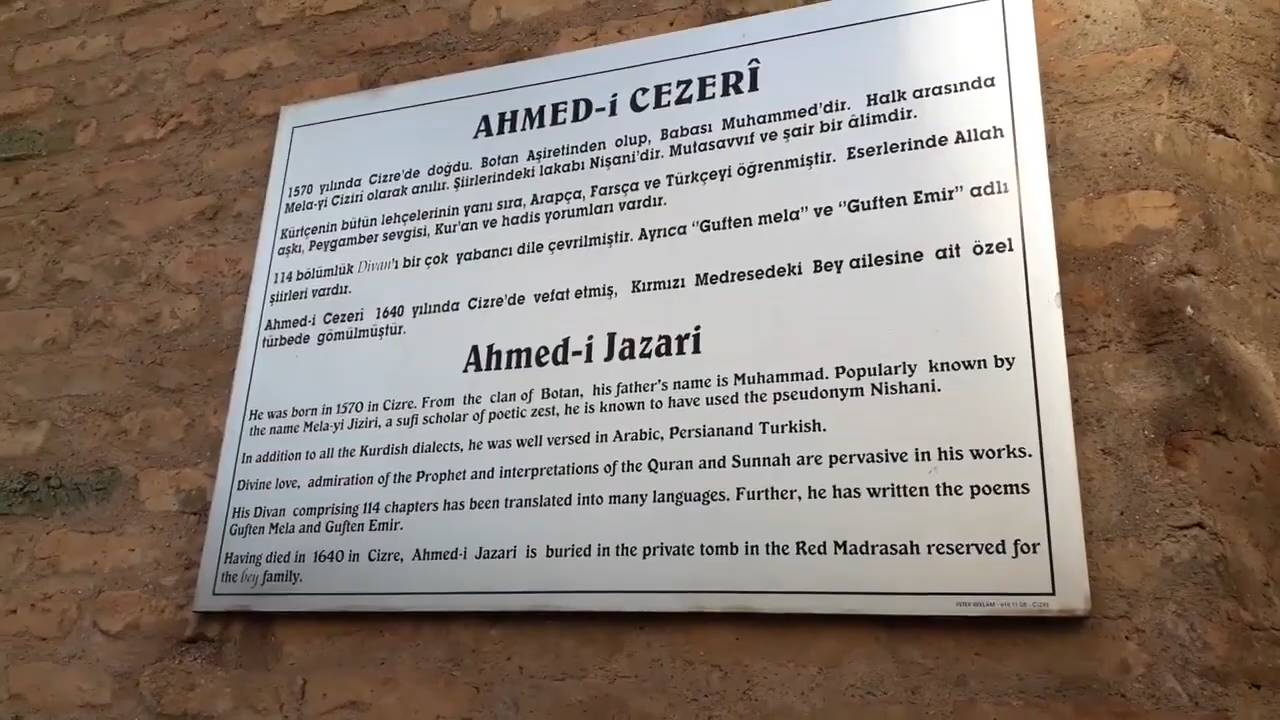 AHMED-i CEZERÎ
1570 yılında Cizre'de doğdu. Botan Aşiretinden olup, Babası Muhammed'dir. Halk arasında
Mela-yi Ciziri olarak anılır. Şiirlerindeki lakabı Nişani'dir. Mutasavvıf ve şair bir âlimdir.
Kürtçenin bütün lehçelerinin yanı sıra, Arapça, Farsça ve Türkçeyi öğrenmiştir. Eserlerinde Allah
aşkı, Peygamber sevgisi, Kur'an ve hadis yorumları vardır.
114 bölümlük Divan'ı bir çok yabancı dile çevrilmiştir. Ayrıca "Guften mela" ve "Guften Emir" adlı
şiirleri vardır.
Ahmed-i Cezeri 1640 yılında Cizre'de vefat etmiş, Kırmızı Medresedeki Bey ailesine ait özel
türbede gömülmüştür.
Ahmed-i Jazari
He was born in 1570 in Cizre. From the clan of Botan, his father's name is Muhammad. Popularly known by
the name Mela-yi Jiziri, a sufi scholar of poetic zest, he is known to have used the pseudonym Nishani.
In addition to all the Kurdish dialects, he was well versed in Arabic, Persianand Turkish.
Divine love, admiration of the Prophet and interpretations of the Quran and Sunnah are pervasive in his works.
His Divan comprising 114 chapters has been translated into many languages. Further, he has written the poems
Guften Mela and Guften Emir.
Having died in 1640 in Cizre, Ahmed-i Jazari is buried in the private tomb in the Red Madrasah reserved for
the bey family.